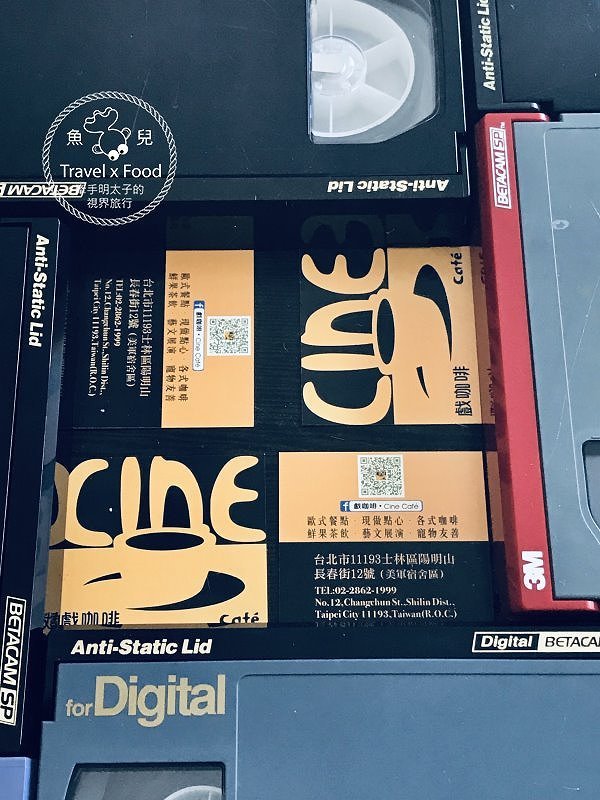 Anti-Static Lid
魚 兒
Travel x Food
手明太子的
視界旅行
BETACAM SP
Anti-Static Lid
BETACAM SP
Anti-Static Lid
CINE
Café
戲咖啡
戲咖啡・Cine Café
歐式餐點 現做點心 各式咖啡
鮮果茶飲 藝文展演 寵物友善
台北市11193士林區陽明山
長春街12號 (美軍宿舍區)
TEL:02-2862-1999
No.12,Changchun St.,Shilin Dist.,
Taipei City 11193,Taiwan(R.O.C.)
CINE
戲咖啡
Café
戲咖啡・Cine Café
歐式餐點 現做點心 各式咖啡
鮮果茶飲 藝文展演 寵物友善
台北市11193士林區陽明山
長春街12號 (美軍宿舍區)
TEL:02-2862-1999
No.12,Changchun St.,Shilin Dist.,
Taipei City 11193,Taiwan(R.O.C.)
3M
BETACAM SP
Anti-Static Lid
Digital BETACA
for Digital